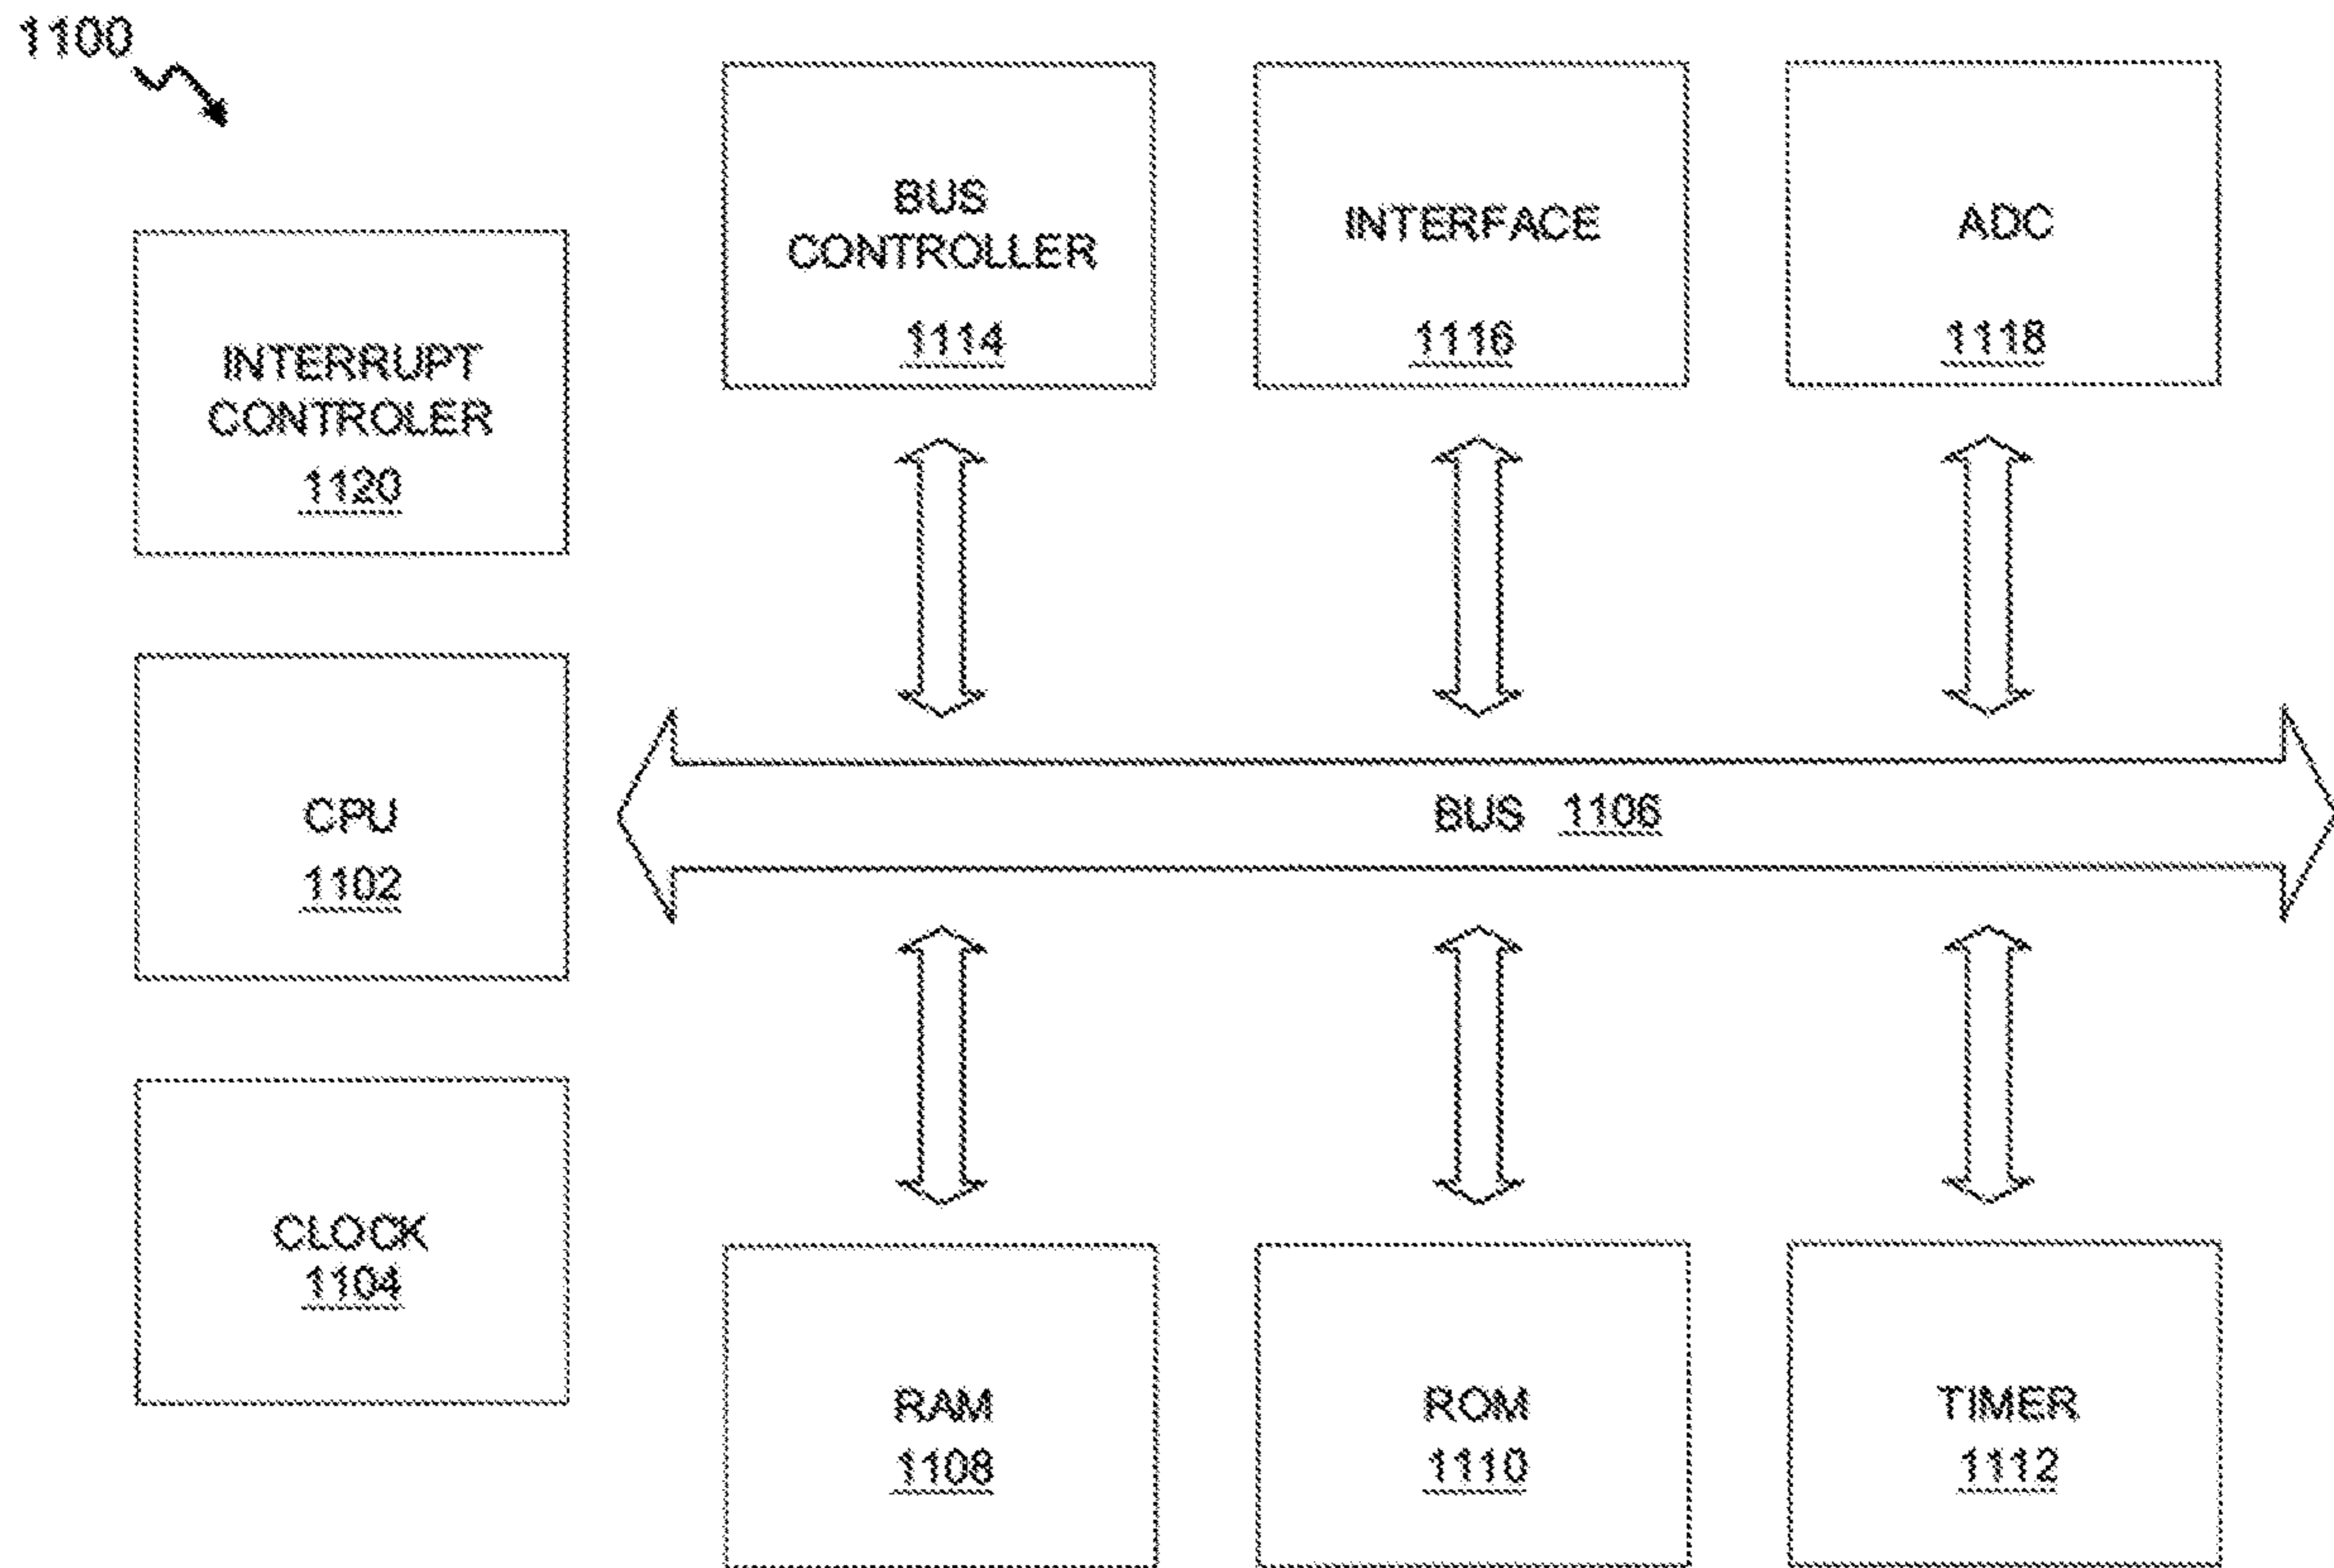 1100
BUS
CONTROLLER
1114
INTERFACE
1116
ADC
1118
INTERRUPT
CONTROLER
1120
CPU
1102
BUS 1106
CLOCK
1104
RAM
1108
ROM
1110
TIMER
1112